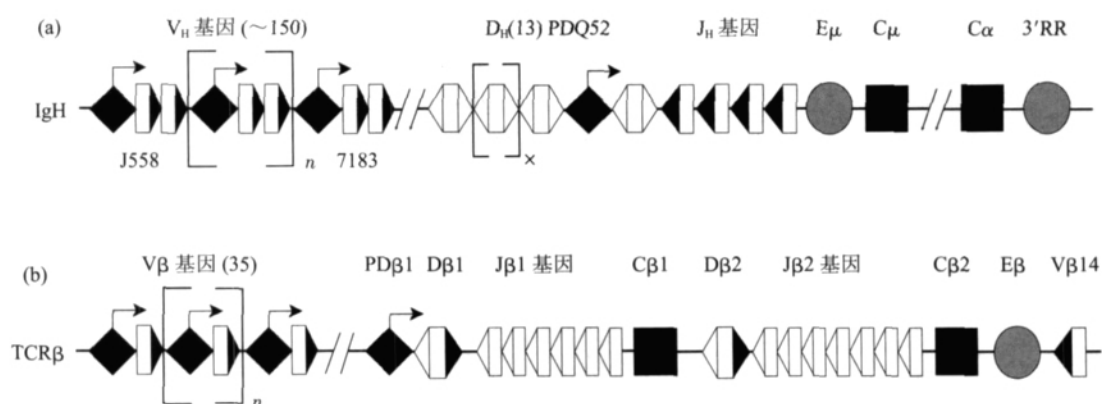 (a) V_H 基因 (～150) D_H(13) PDQ52 J_H 基因 Eμ Cμ Cα 3′RR
IgH
J558 n 7183 ×
(b) Vβ 基因 (35) PDβ1 Dβ1 Jβ1 基因 Cβ1 Dβ2 Jβ2 基因 Cβ2 Eβ Vβ14
TCRβ
n